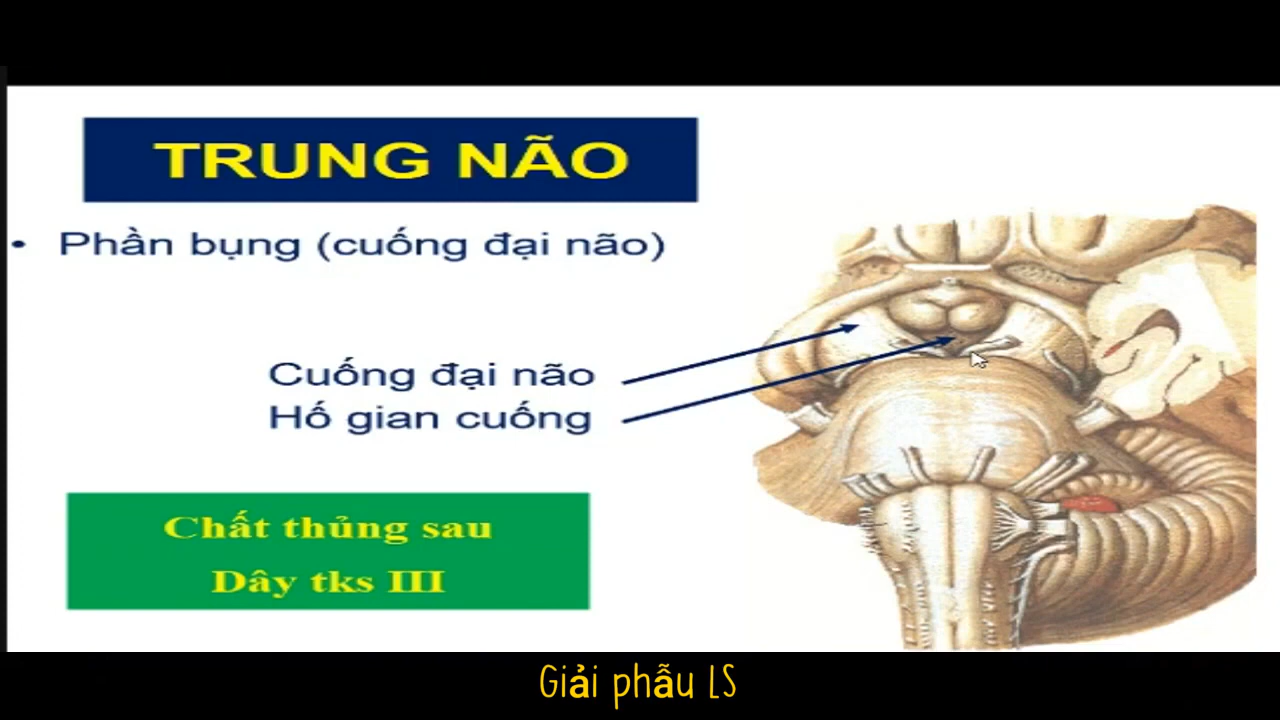 TRUNG NÃO
• Phần bụng (cuống đại não)
Cuống đại não
Hố gian cuống
Chất thủng sau
Dây tks III
Giải phẫu LS